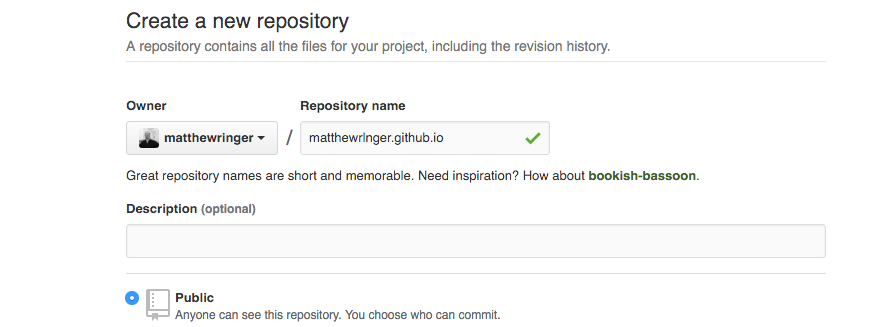 Create a new repository
A repository contains all the files for your project, including the revision history.
Owner Repository name
matthewringer / matthewrlnger.github.io
Great repository names are short and memorable. Need inspiration? How about bookish-bassoon.
Description (optional)
Public
Anyone can see this repository. You choose who can commit.